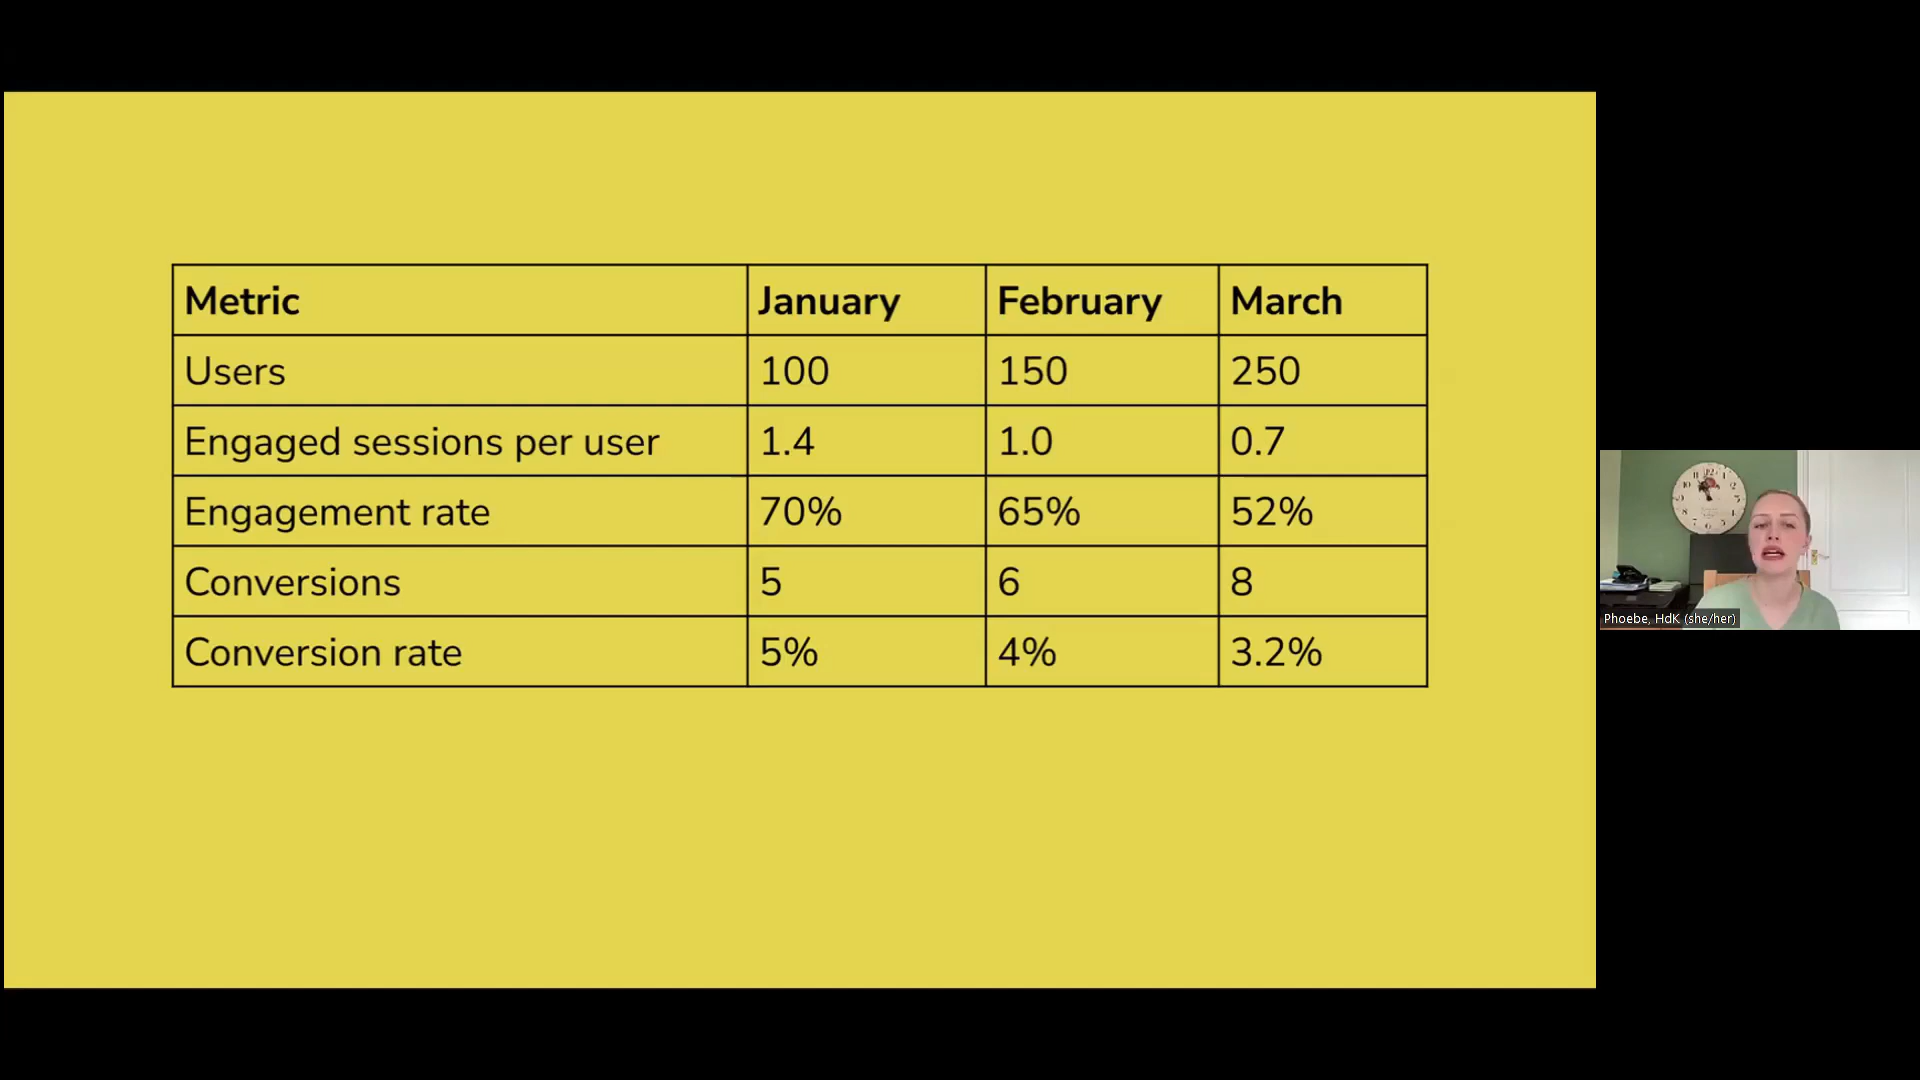 Metric January February March
Users 100 150 250
Engaged sessions per user 1.4 1.0 0.7
Engagement rate 70% 65% 52%
Conversions 5 6 8
Conversion rate 5% 4% 3.2%
Phoebe, HdK (she/her)